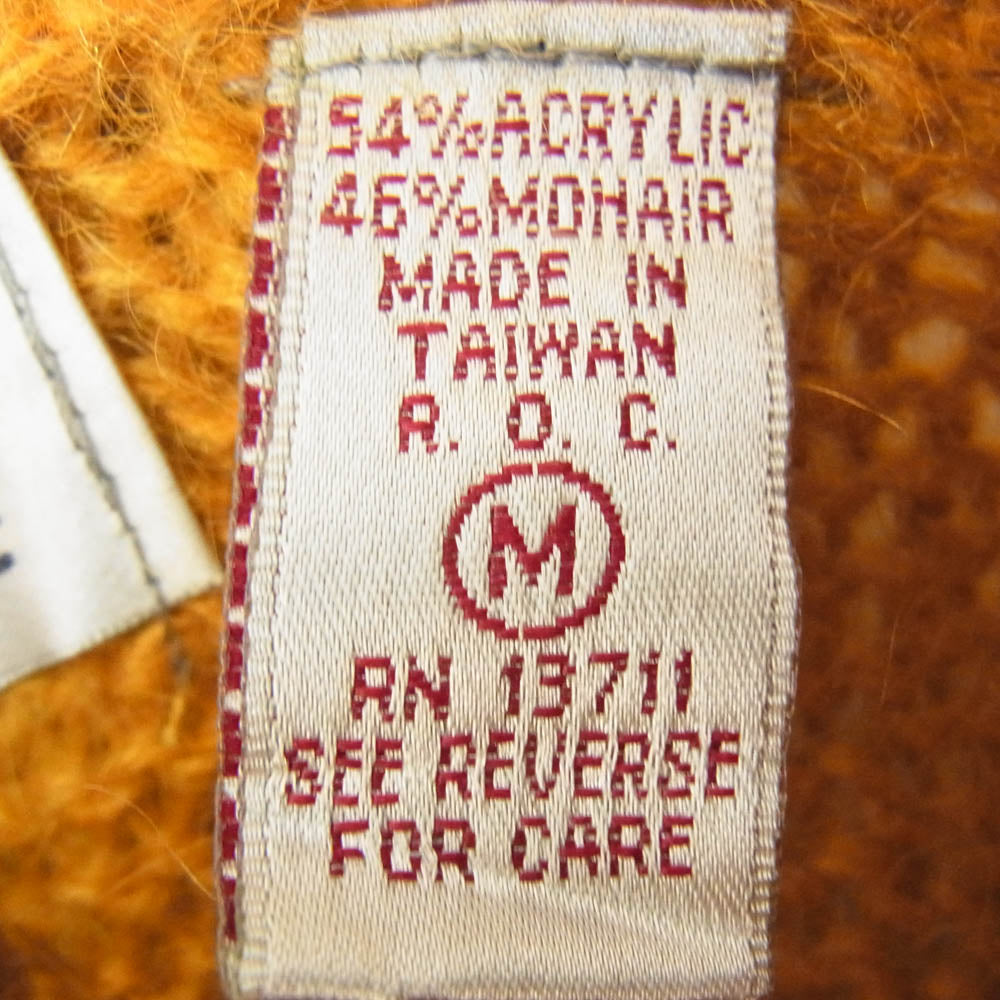 54% ACRYLIC
46% MOHAIR
MADE IN
TAIWAN
R. O. C.
M
RN 13711
SEE REVERSE
FOR CARE